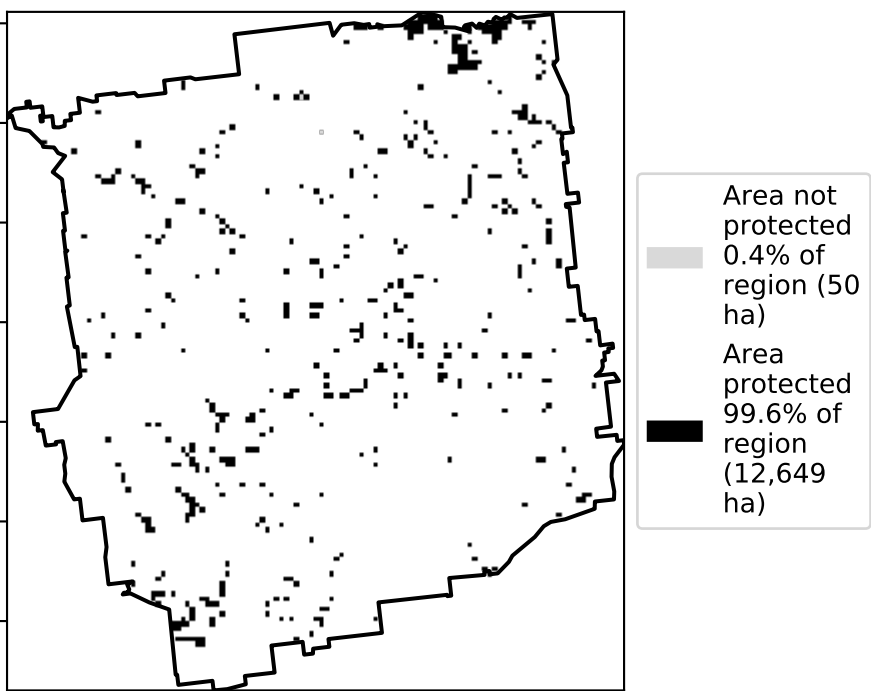 Area not
protected
0.4% of
region (50
ha)
Area
protected
99.6% of
region
(12,649
ha)